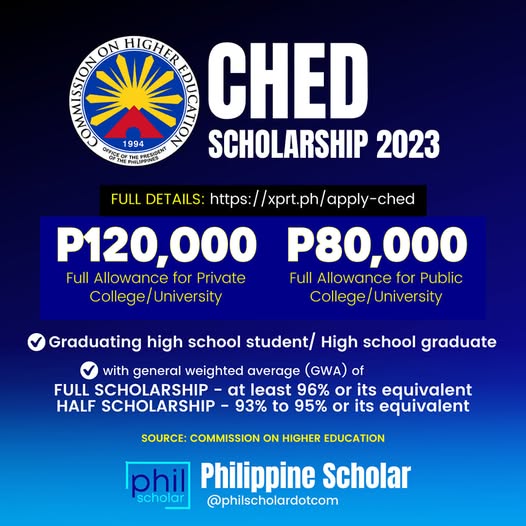 COMMISSION ON HIGHER EDUCATION
1994
OFFICE OF THE PRESIDENT
OF THE PHILIPPINES
CHED
SCHOLARSHIP 2023
FULL DETAILS: https://xprt.ph/apply-ched
P120,000 P80,000
Full Allowance for Private Full Allowance for Public
College/University College/University
Graduating high school student/ High school graduate
with general weighted average (GWA) of
FULL SCHOLARSHIP - at least 96% or its equivalent
HALF SCHOLARSHIP - 93% to 95% or its equivalent
SOURCE: COMMISSION ON HIGHER EDUCATION
phil
scholar
Philippine Scholar
@philscholardotcom